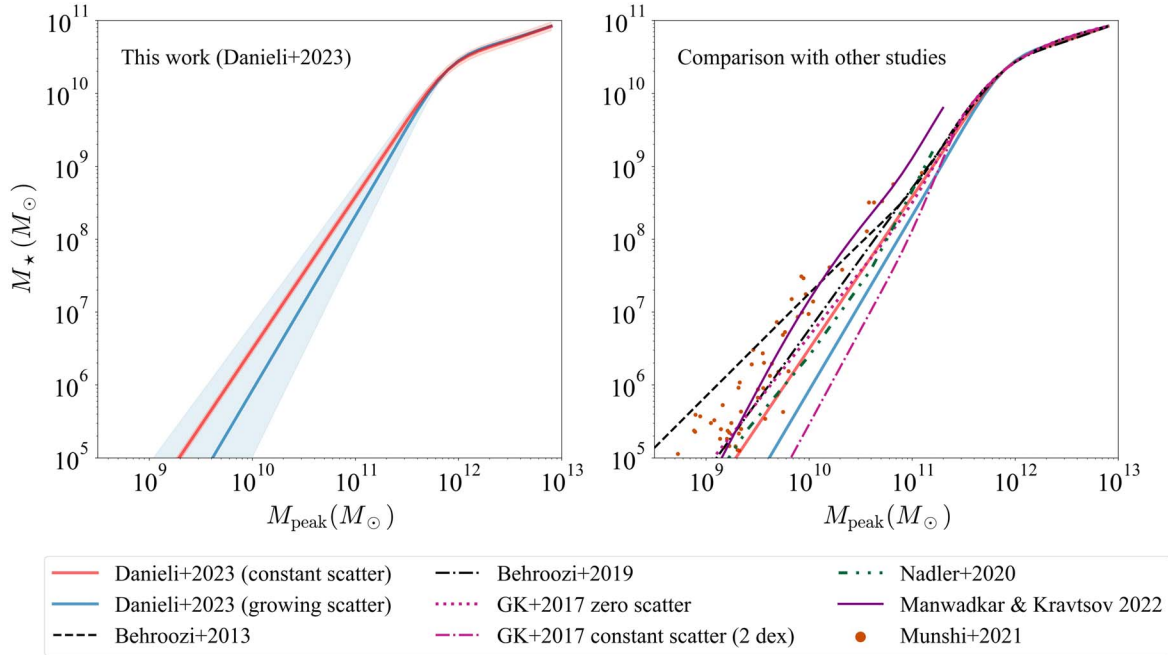 This work (Danieli+2023)
10^11
10^10
10^9
10^8
10^7
10^6
10^5
M⋆(M⊙)
10^9 10^10 10^11 10^12 10^13
Mpeak(M⊙)
Comparison with other studies
10^11
10^10
10^9
10^8
10^7
10^6
10^5
10^9 10^10 10^11 10^12 10^13
Mpeak(M⊙)
Danieli+2023 (constant scatter)
Danieli+2023 (growing scatter)
Behroozi+2013
Behroozi+2019
GK+2017 zero scatter
GK+2017 constant scatter (2 dex)
Nadler+2020
Manwadkar & Kravtsov 2022
Munshi+2021